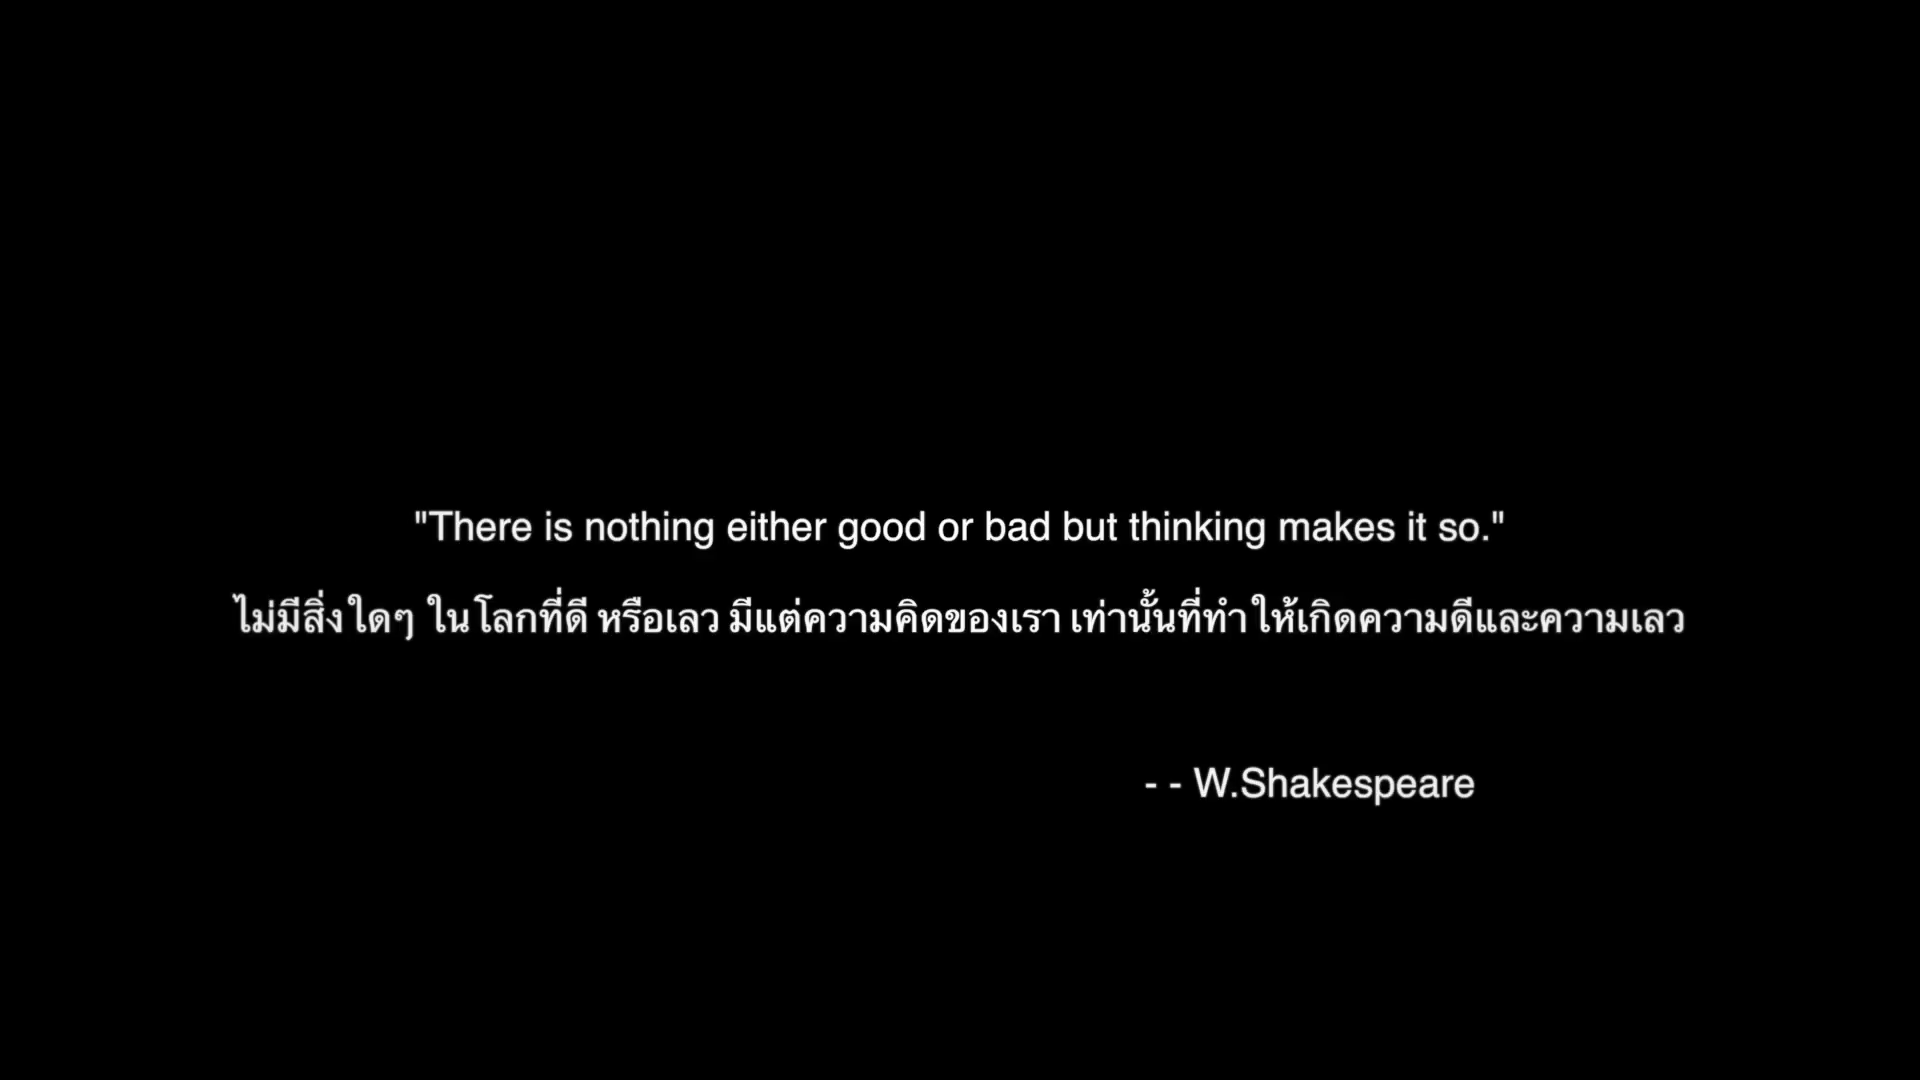 "There is nothing either good or bad but thinking makes it so."
ไม่มีสิ่งใดๆ ในโลกที่ดี หรือเลว มีแต่ความคิดของเรา เท่านั้นที่ทำให้เกิดความดีและความเลว
- - W.Shakespeare